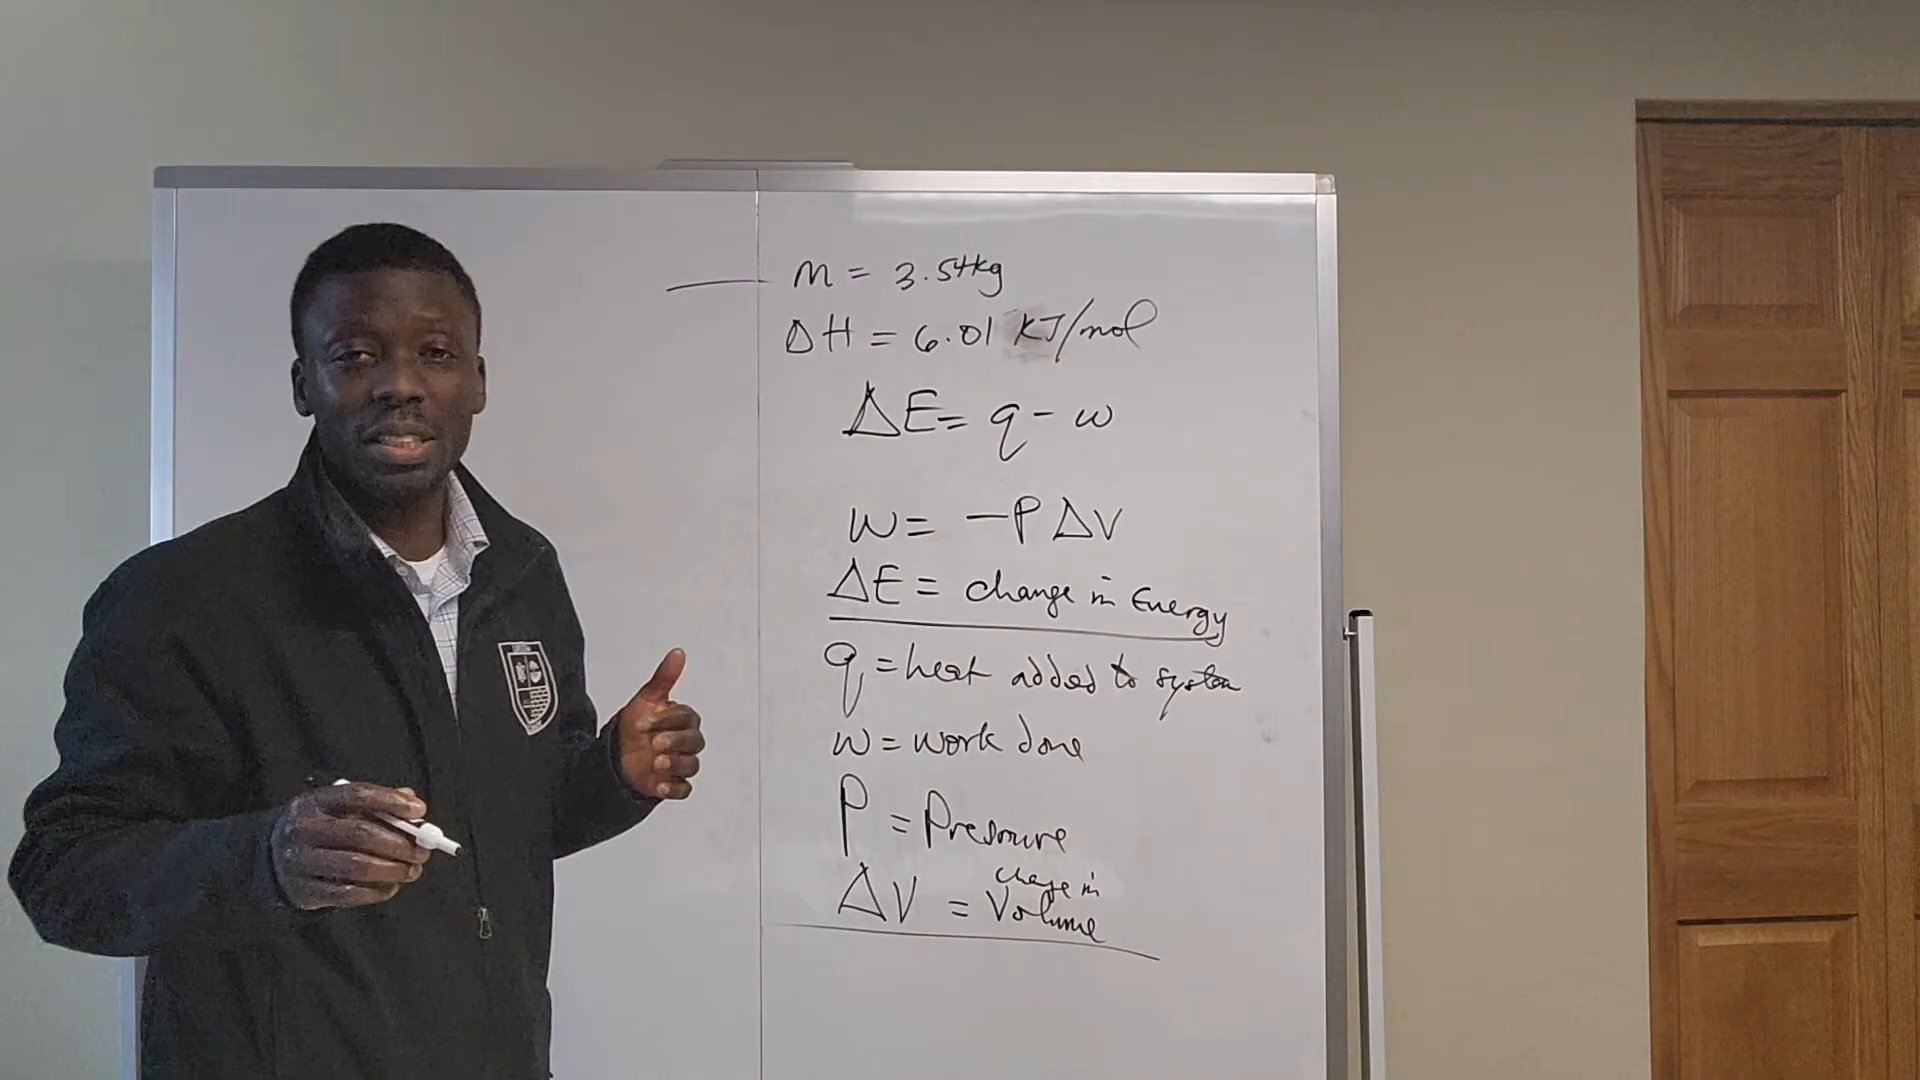 m = 3.54kg
ΔH = 6.01 KJ/mol
ΔE = q - w
w = -PΔV
ΔE = change in Energy
q = heat added to system
w = work done
P = Pressure
ΔV = change in Volume